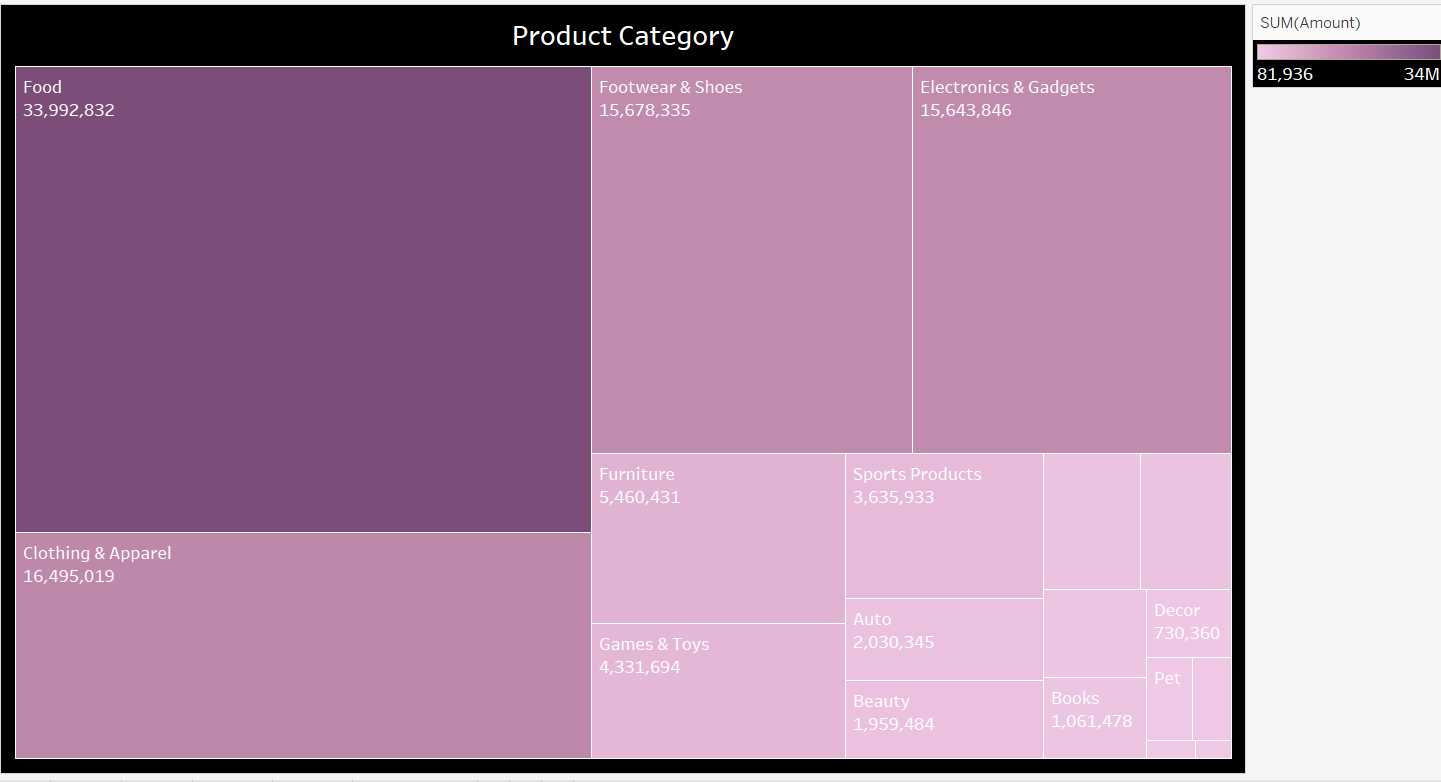 Product Category
SUM(Amount)
81,936
34M
Food
33,992,832
Footwear & Shoes
15,678,335
Electronics & Gadgets
15,643,846
Clothing & Apparel
16,495,019
Furniture
5,460,431
Sports Products
3,635,933
Games & Toys
4,331,694
Auto
2,030,345
Beauty
1,959,484
Decor
730,360
Pet
Books
1,061,478